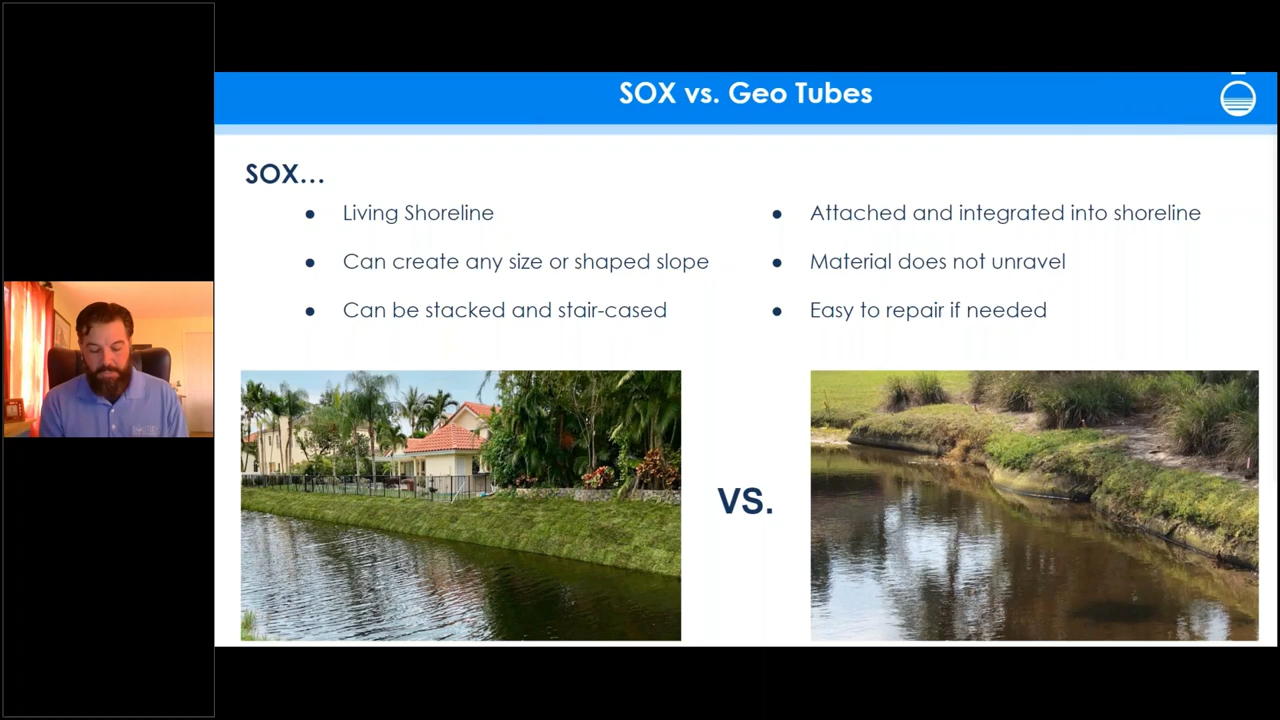 SOX vs. Geo Tubes
SOX...
● Living Shoreline
● Can create any size or shaped slope
● Can be stacked and stair-cased
● Attached and integrated into shoreline
● Material does not unravel
● Easy to repair if needed
VS.